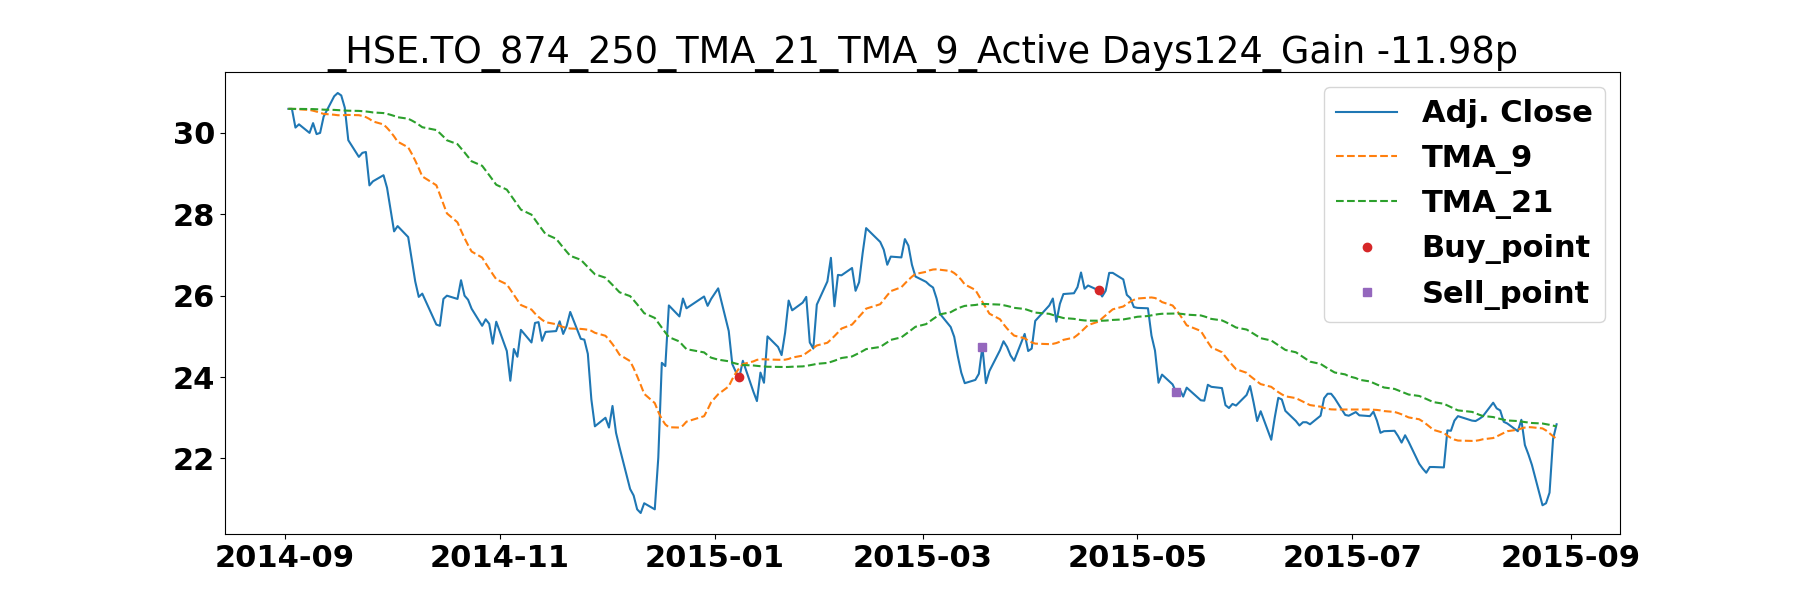 _HSE.TO_874_250_TMA_21_TMA_9_Active Days124_Gain -11.98p
Adj. Close
TMA_9
TMA_21
Buy_point
Sell_point
30
28
26
24
22
2014-09 2014-11 2015-01 2015-03 2015-05 2015-07 2015-09